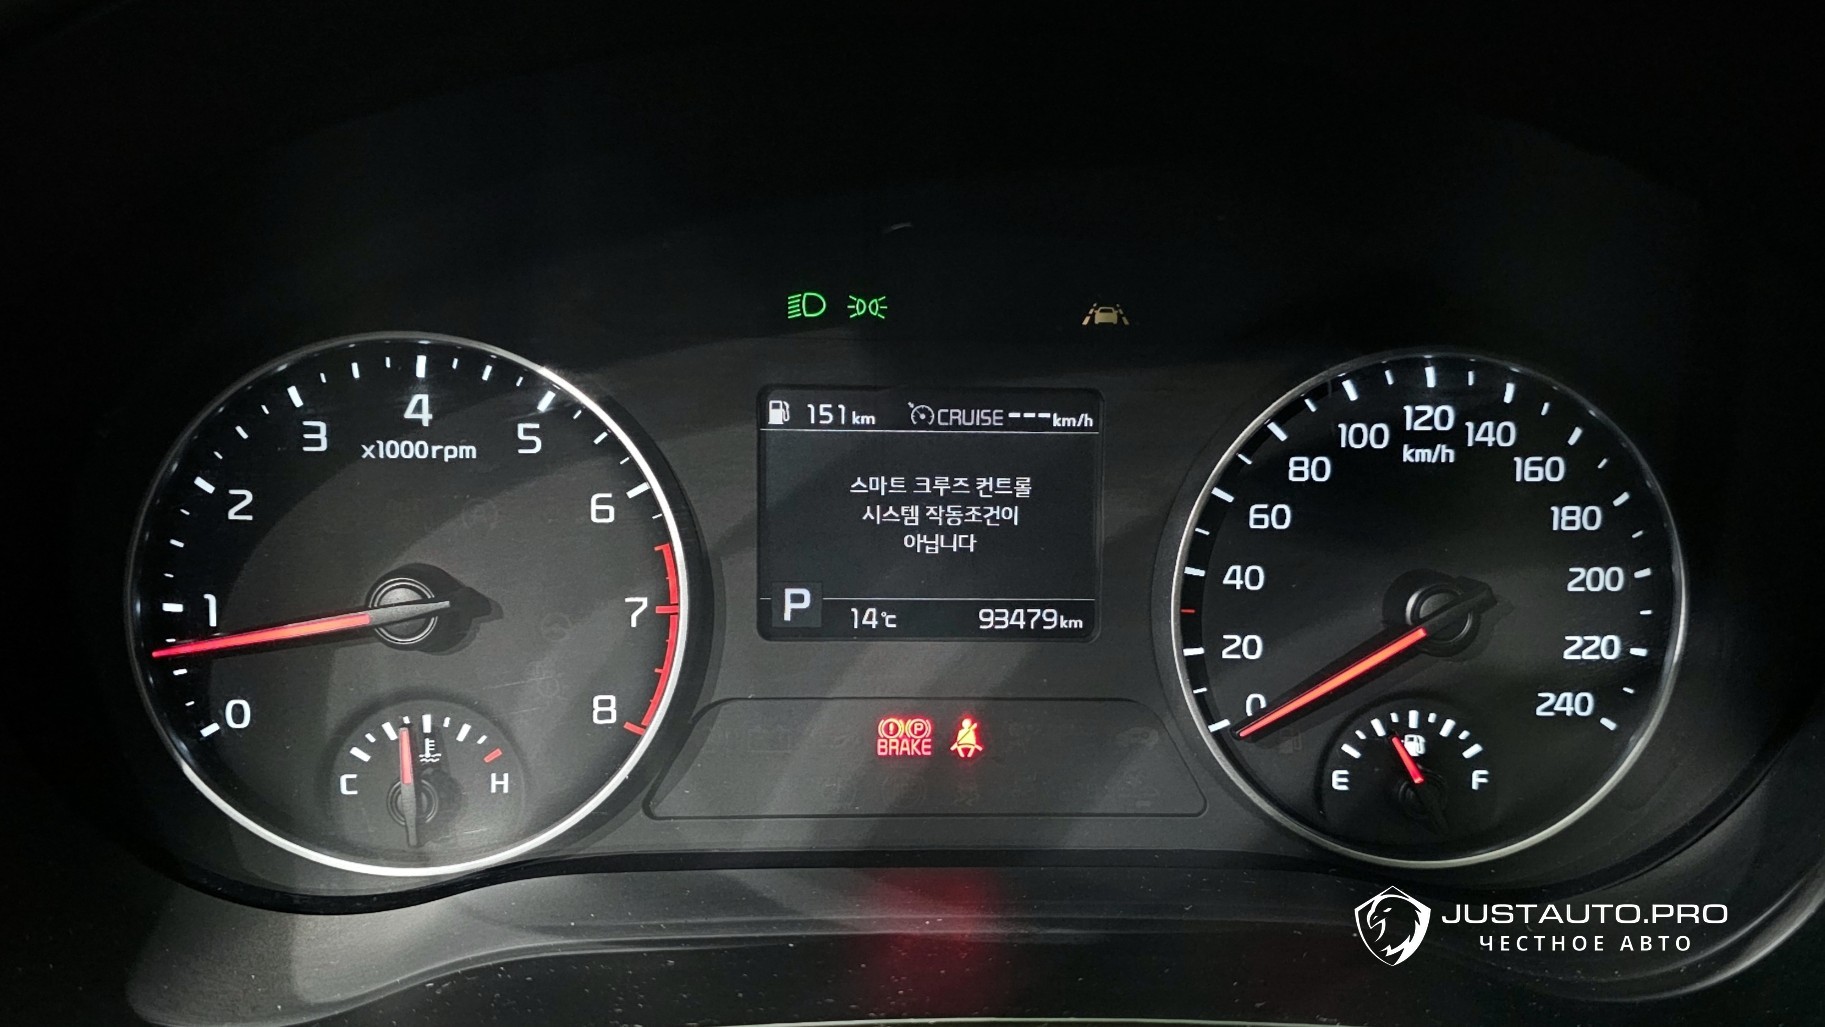 151km CRUISE ---km/h
스마트 크루즈 컨트롤
시스템 작동조건이
아닙니다
P 14℃ 93479km
0 1 2 3 4 5 6 7 8
x1000rpm
C H
BRAKE
0 20 40 60 80 100 120 140 160 180 200 220 240
km/h
E F
JUSTAUTO.PRO
ЧЕСТНОЕ АВТО